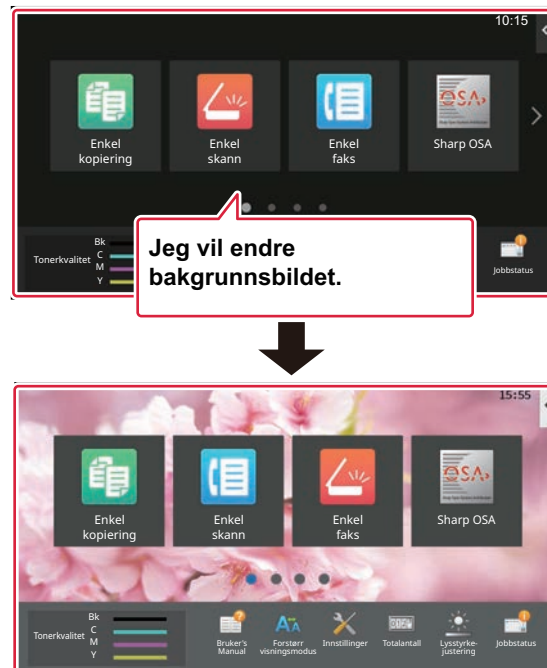 10:15
Enkel
kopiering
Enkel
skann
Enkel
faks
Sharp OSA
OSA
Tonerkvalitet
Bk
C
M
Y
Jobbstatus
Jeg vil endre
bakgrunnsbildet.
15:55
Enkel
kopiering
Enkel
skann
Enkel
faks
Sharp OSA
OSA
Tonerkvalitet
Bk
C
M
Y
Bruker's
Manual
Forstørr
visningsmodus
Innstillinger
Totalantall
Lysstyrke-
justering
Jobbstatus